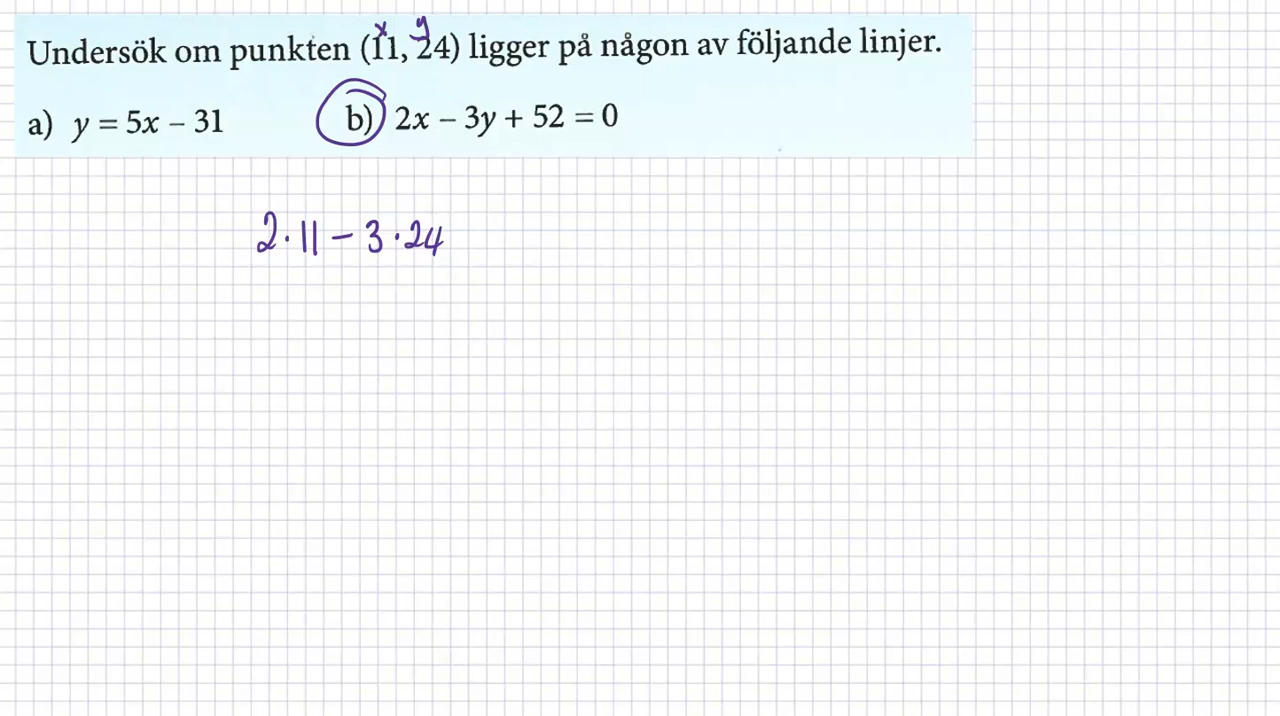 x y
Undersök om punkten (11, 24) ligger på någon av följande linjer.
a) y = 5x – 31 b) 2x – 3y + 52 = 0
2·11 – 3·24